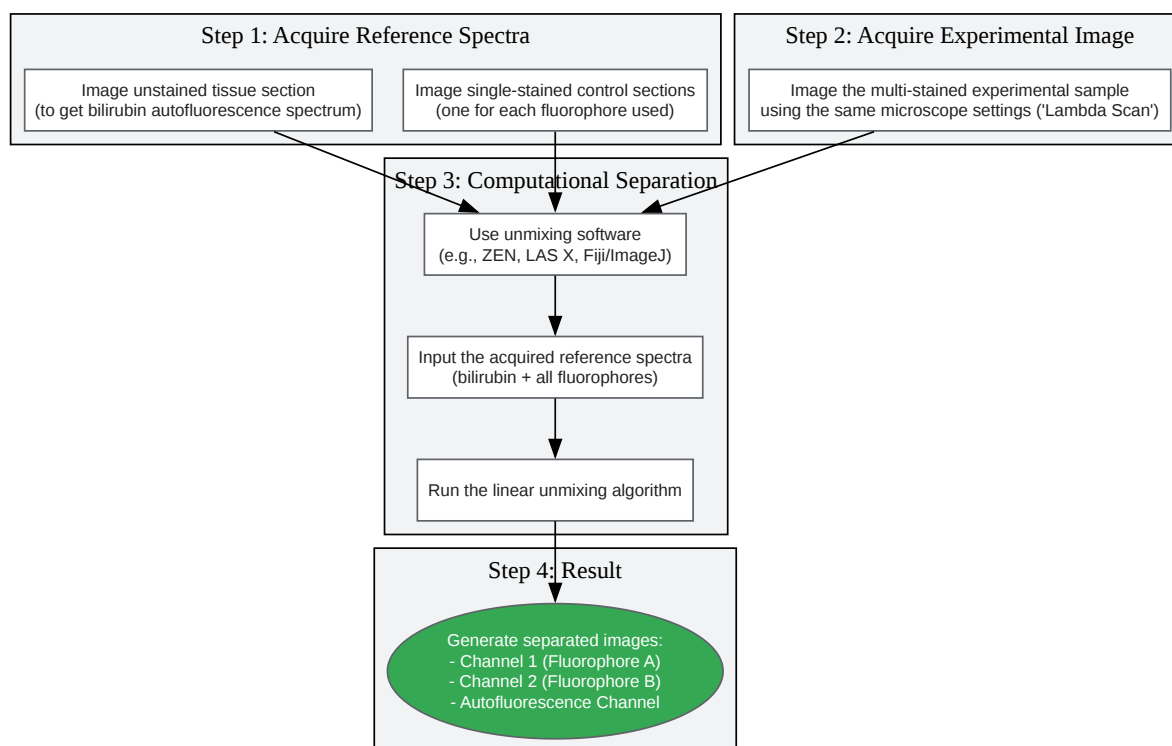 Step 1: Acquire Reference Spectra
Image unstained tissue section
(to get bilirubin autofluorescence spectrum)
Image single-stained control sections
(one for each fluorophore used)
Step 2: Acquire Experimental Image
Image the multi-stained experimental sample
using the same microscope settings ('Lambda Scan')
Step 3: Computational Separation
Use unmixing software
(e.g., ZEN, LAS X, Fiji/ImageJ)
Input the acquired reference spectra
(bilirubin + all fluorophores)
Run the linear unmixing algorithm
Step 4: Result
Generate separated images:
- Channel 1 (Fluorophore A)
- Channel 2 (Fluorophore B)
- Autofluorescence Channel